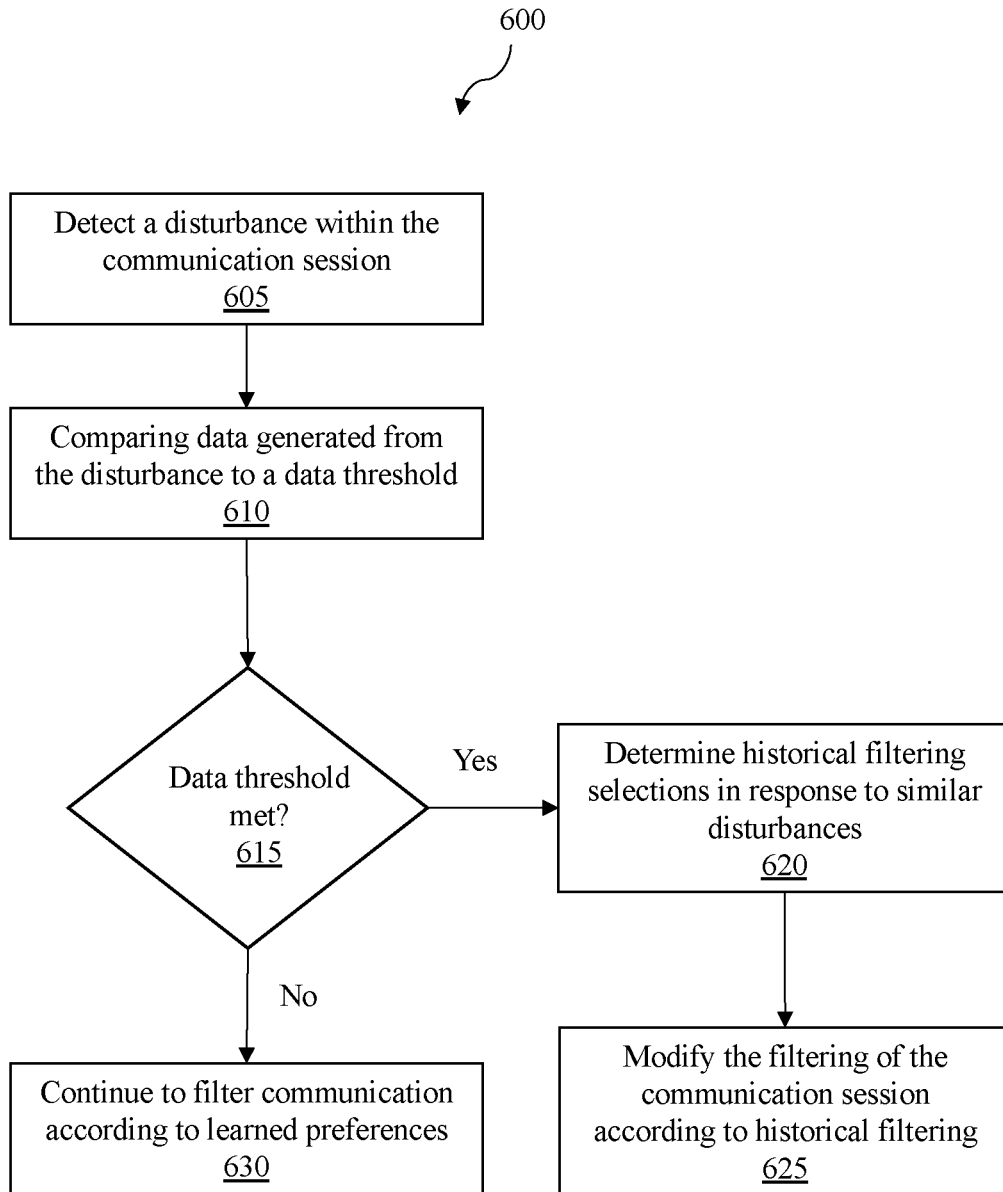 600
Detect a disturbance within the
communication session
605
Comparing data generated from
the disturbance to a data threshold
610
Data threshold
met?
615
Yes
Determine historical filtering
selections in response to similar
disturbances
620
No
Continue to filter communication
according to learned preferences
630
Modify the filtering of the
communication session
according to historical filtering
625